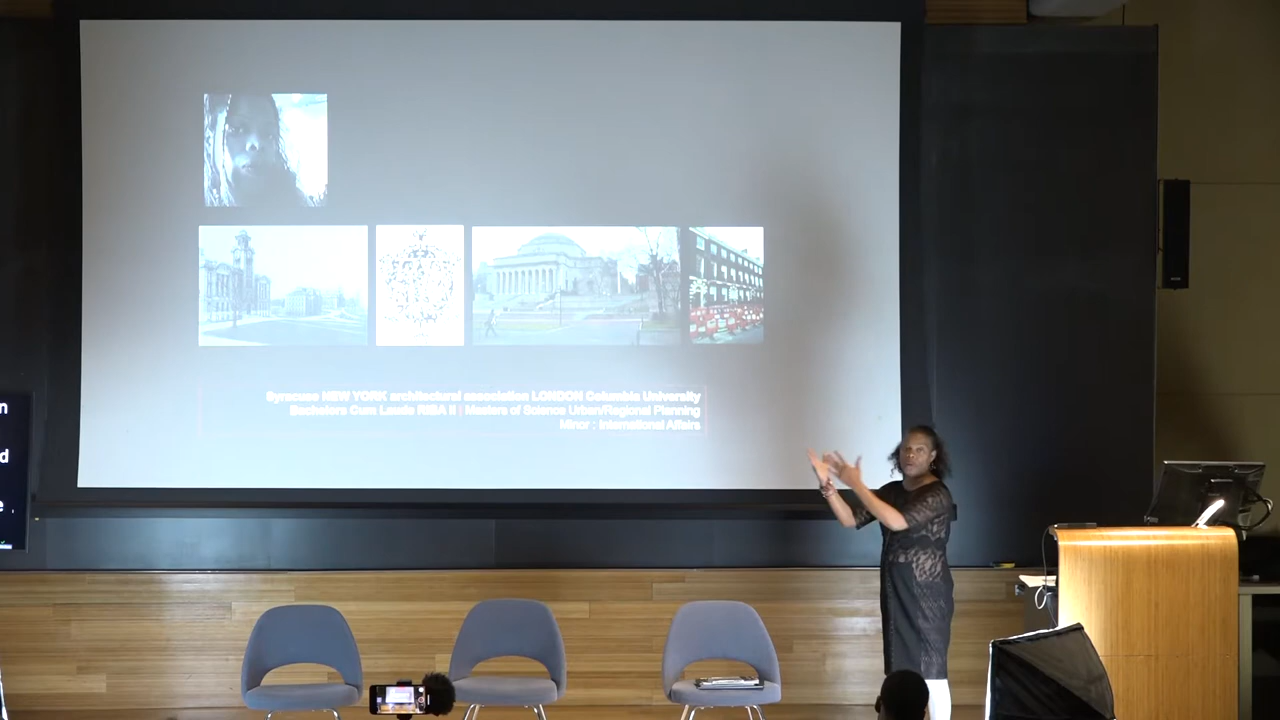 Syracuse NEW YORK architectural association LONDON Columbia University
Bachelors Cum Laude RIBA II | Masters of Science Urban/Regional Planning
Minor : International Affairs
n
d
e .